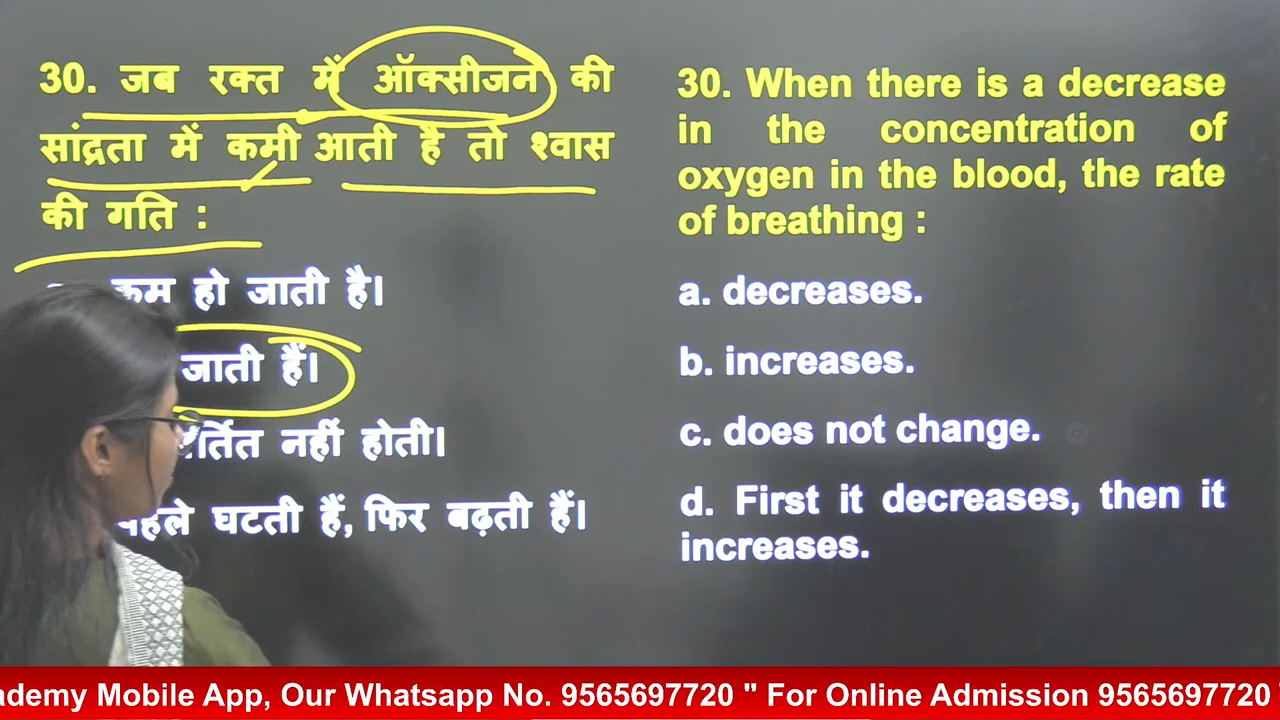 30. जब रक्त में ऑक्सीजन की
सांद्रता में कमी आती है तो श्वास
की गति :
कम हो जाती है।
जाती हैं।
नहीं होती।
पहले घटती हैं, फिर बढ़ती हैं।
30. When there is a decrease
in the concentration of
oxygen in the blood, the rate
of breathing :
a. decreases.
b. increases.
c. does not change.
d. First it decreases, then it
increases.
Mobile App, Our Whatsapp No. 9565697720 " For Online Admission 9565697720